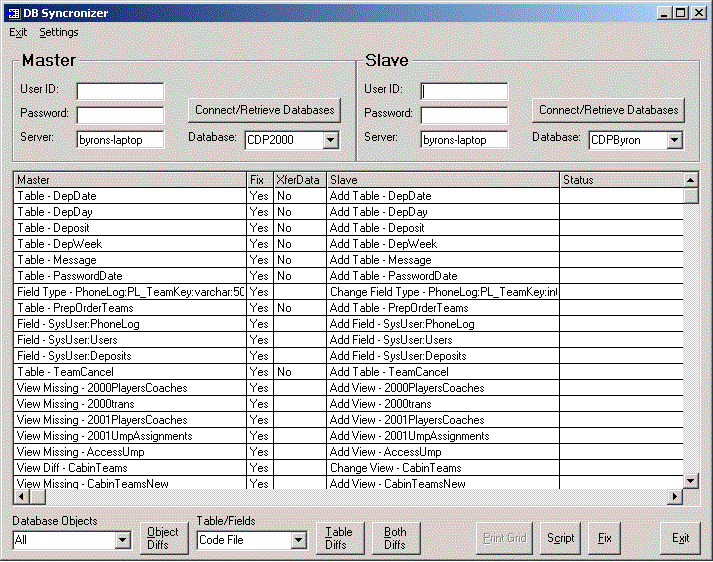 DB Syncronizer
Exit Settings
Master Slave
User ID: User ID:
Password: Connect/Retrieve Databases Password: Connect/Retrieve Databases
Server: byrons-laptop Database: CDP2000 Server: byrons-laptop Database: CDPByron
Master Fix XferData Slave Status
Table - DepDate Yes No Add Table - DepDate
Table - DepDay Yes No Add Table - DepDay
Table - Deposit Yes No Add Table - Deposit
Table - DepWeek Yes No Add Table - DepWeek
Table - Message Yes No Add Table - Message
Table - PasswordDate Yes No Add Table - PasswordDate
Field Type - PhoneLog:PL_TeamKey:varchar:50 Yes Change Field Type - PhoneLog:PL_TeamKey:int
Table - PrepOrderTeams Yes No Add Table - PrepOrderTeams
Field - SysUser:PhoneLog Yes Add Field - SysUser:PhoneLog
Field - SysUser:Users Yes Add Field - SysUser:Users
Field - SysUser:Deposits Yes Add Field - SysUser:Deposits
Table - TeamCancel Yes No Add Table - TeamCancel
View Missing - 2000PlayersCoaches Yes Add View - 2000PlayersCoaches
View Missing - 2000trans Yes Add View - 2000trans
View Missing - 2001PlayersCoaches Yes Add View - 2001PlayersCoaches
View Missing - 2001UmpAssignments Yes Add View - 2001UmpAssignments
View Missing - AccessUmp Yes Add View - AccessUmp
View Diff - CabinTeams Yes Change View - CabinTeams
View Missing - CabinTeamsNew Yes Add View - CabinTeamsNew
Database Objects Table/Fields
All Object Diffs Code File Table Diffs Both Diffs Print Grid Script Fix Exit